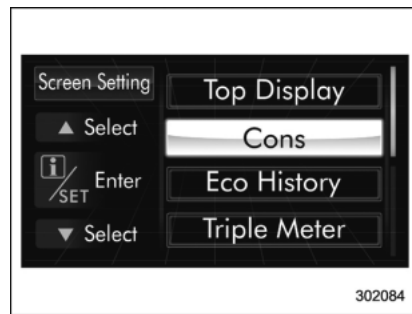 Screen Setting
▲ Select
i/SET Enter
▼ Select
Top Display
Cons
Eco History
Triple Meter
302084